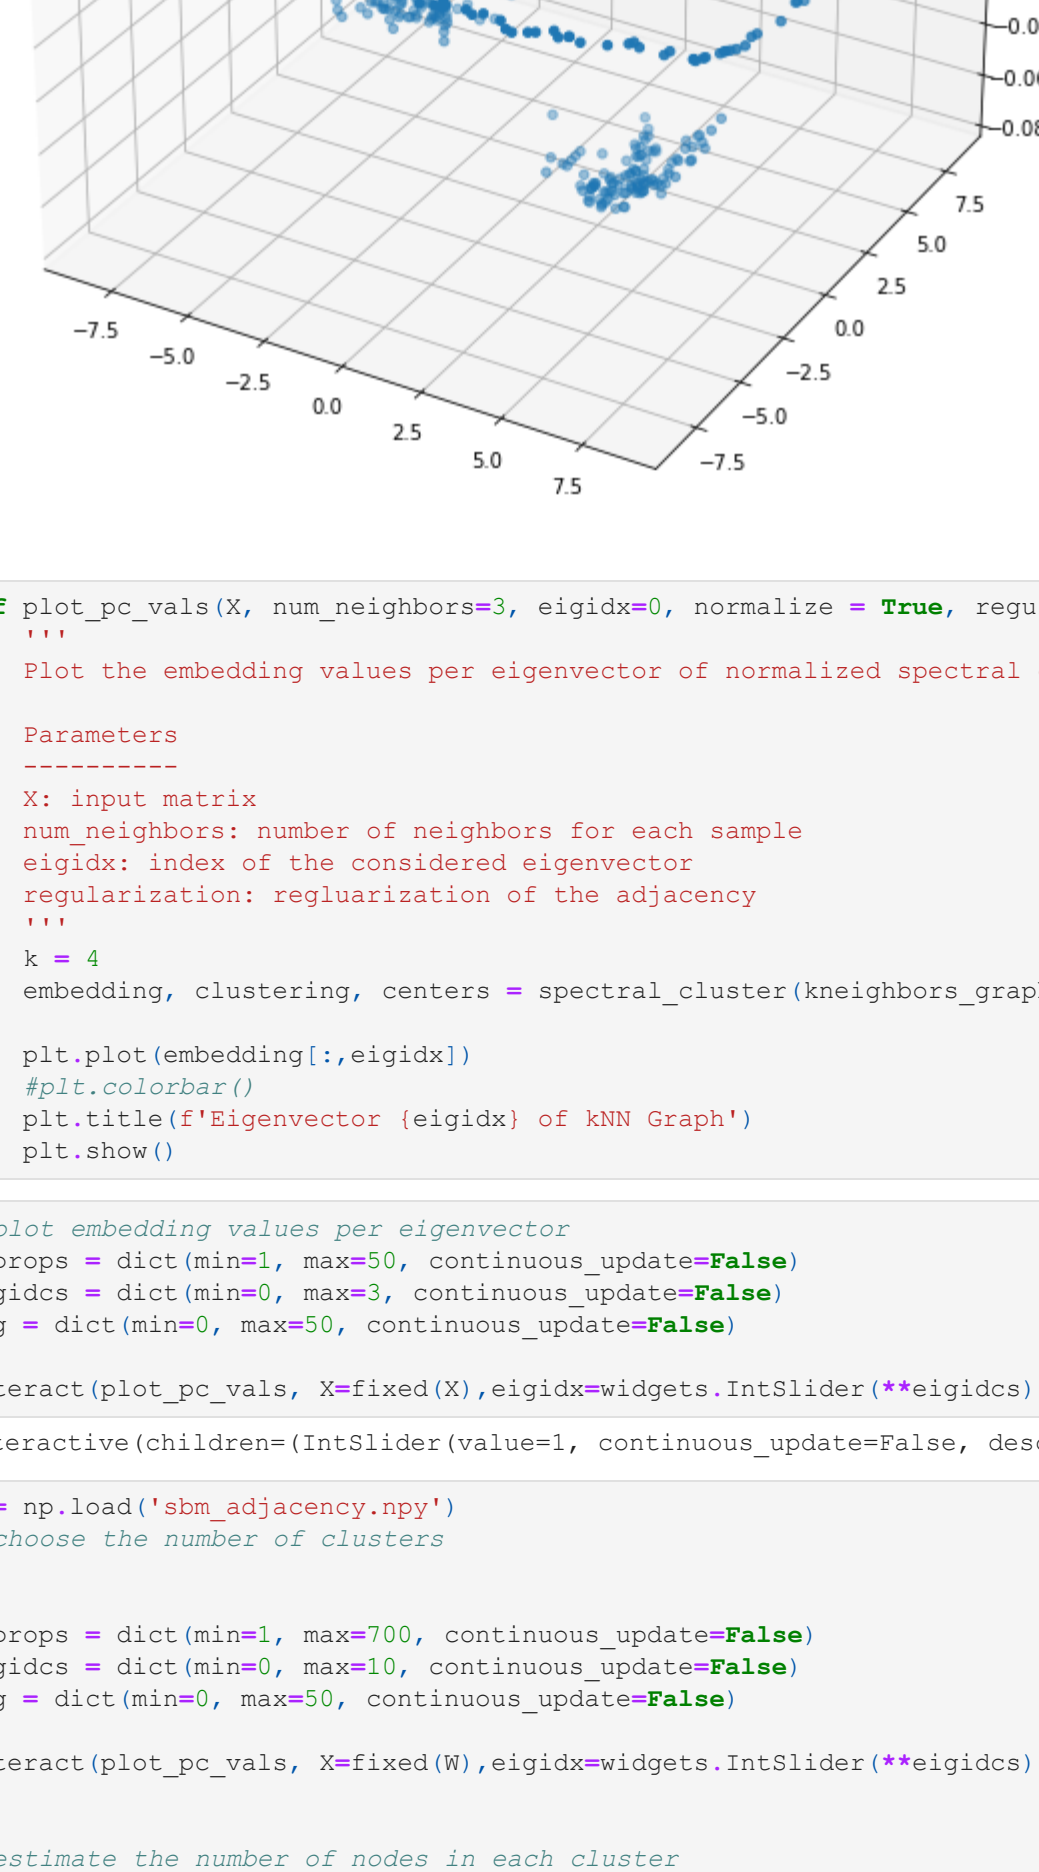 −0.0
−0.06
−0.08
7.5
5.0
2.5
0.0
−2.5
−5.0
−7.5
−7.5
−5.0
−2.5
0.0
2.5
5.0
7.5
f plot_pc_vals(X, num_neighbors=3, eigidx=0, normalize = True, regu
'''
Plot the embedding values per eigenvector of normalized spectral
Parameters
----------
X: input matrix
num_neighbors: number of neighbors for each sample
eigidx: index of the considered eigenvector
regularization: regluarization of the adjacency
'''
k = 4
embedding, clustering, centers = spectral_cluster(kneighbors_graph
plt.plot(embedding[:,eigidx])
#plt.colorbar()
plt.title(f'Eigenvector {eigidx} of kNN Graph')
plt.show()
plot embedding values per eigenvector
props = dict(min=1, max=50, continuous_update=False)
gidcs = dict(min=0, max=3, continuous_update=False)
g = dict(min=0, max=50, continuous_update=False)
teract(plot_pc_vals, X=fixed(X),eigidx=widgets.IntSlider(**eigidcs)
teractive(children=(IntSlider(value=1, continuous_update=False, desc
= np.load('sbm_adjacency.npy')
choose the number of clusters
props = dict(min=1, max=700, continuous_update=False)
gidcs = dict(min=0, max=10, continuous_update=False)
g = dict(min=0, max=50, continuous_update=False)
teract(plot_pc_vals, X=fixed(W),eigidx=widgets.IntSlider(**eigidcs)
estimate the number of nodes in each cluster